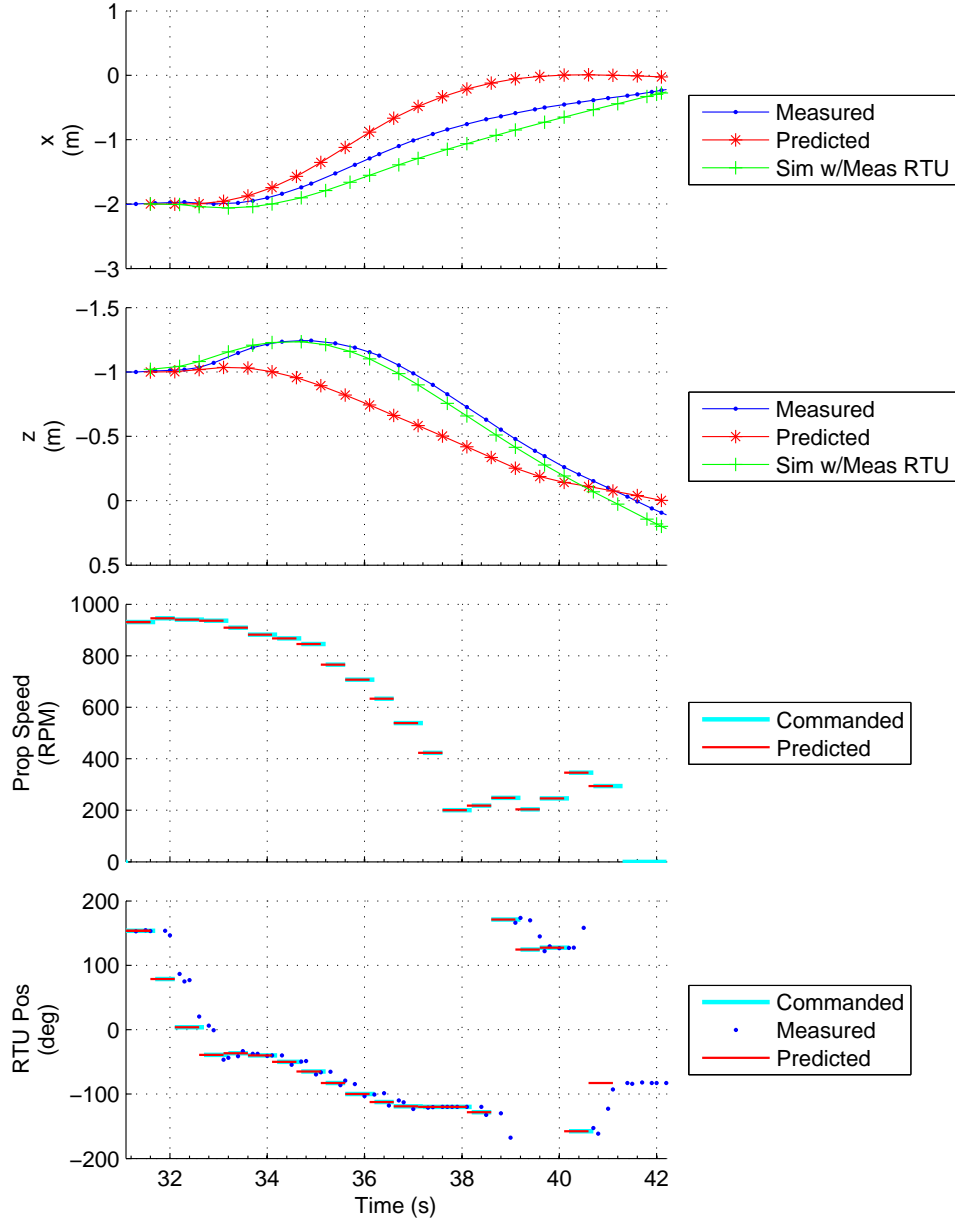 1
0
−1
−2
−3
x
(m)
Measured
Predicted
Sim w/Meas RTU
−1.5
−1
−0.5
0
0.5
z
(m)
Measured
Predicted
Sim w/Meas RTU
1000
800
600
400
200
0
Prop Speed
(RPM)
Commanded
Predicted
200
100
0
−100
−200
RTU Pos
(deg)
Commanded
Measured
Predicted
32 34 36 38 40 42
Time (s)